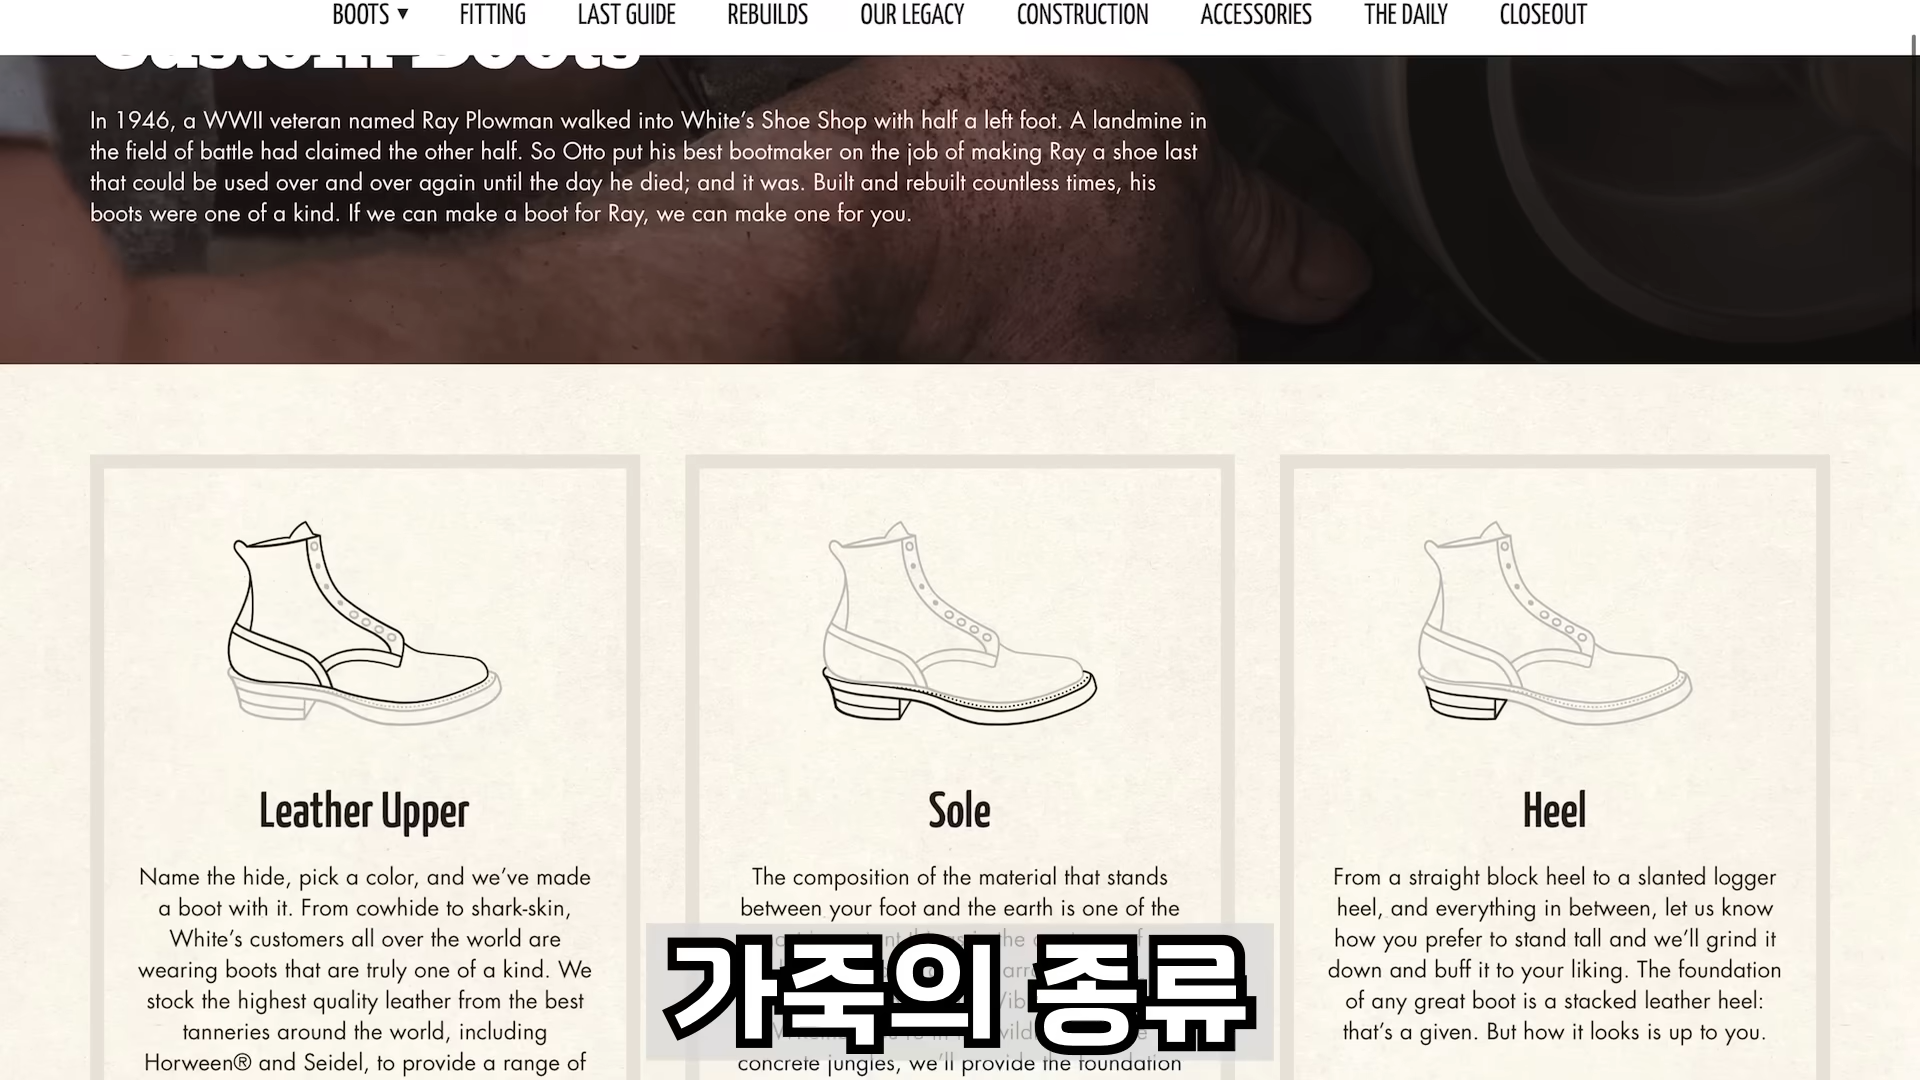 BOOTS ▼ FITTING LAST GUIDE REBUILDS OUR LEGACY CONSTRUCTION ACCESSORIES THE DAILY CLOSEOUT
Custom Boots
In 1946, a WWII veteran named Ray Plowman walked into White’s Shoe Shop with half a left foot. A landmine in
the field of battle had claimed the other half. So Otto put his best bootmaker on the job of making Ray a shoe last
that could be used over and over again until the day he died; and it was. Built and rebuilt countless times, his
boots were one of a kind. If we can make a boot for Ray, we can make one for you.
Leather Upper
Name the hide, pick a color, and we’ve made
a boot with it. From cowhide to shark-skin,
White’s customers all over the world are
wearing boots that are truly one of a kind. We
stock the highest quality leather from the best
tanneries around the world, including
Horween® and Seidel, to provide a range of
Sole
The composition of the material that stands
between your foot and the earth is one of the
concrete jungles, we’ll provide the foundation
Heel
From a straight block heel to a slanted logger
heel, and everything in between, let us know
how you prefer to stand tall and we’ll grind it
down and buff it to your liking. The foundation
of any great boot is a stacked leather heel:
that’s a given. But how it looks is up to you.
가죽의 종류